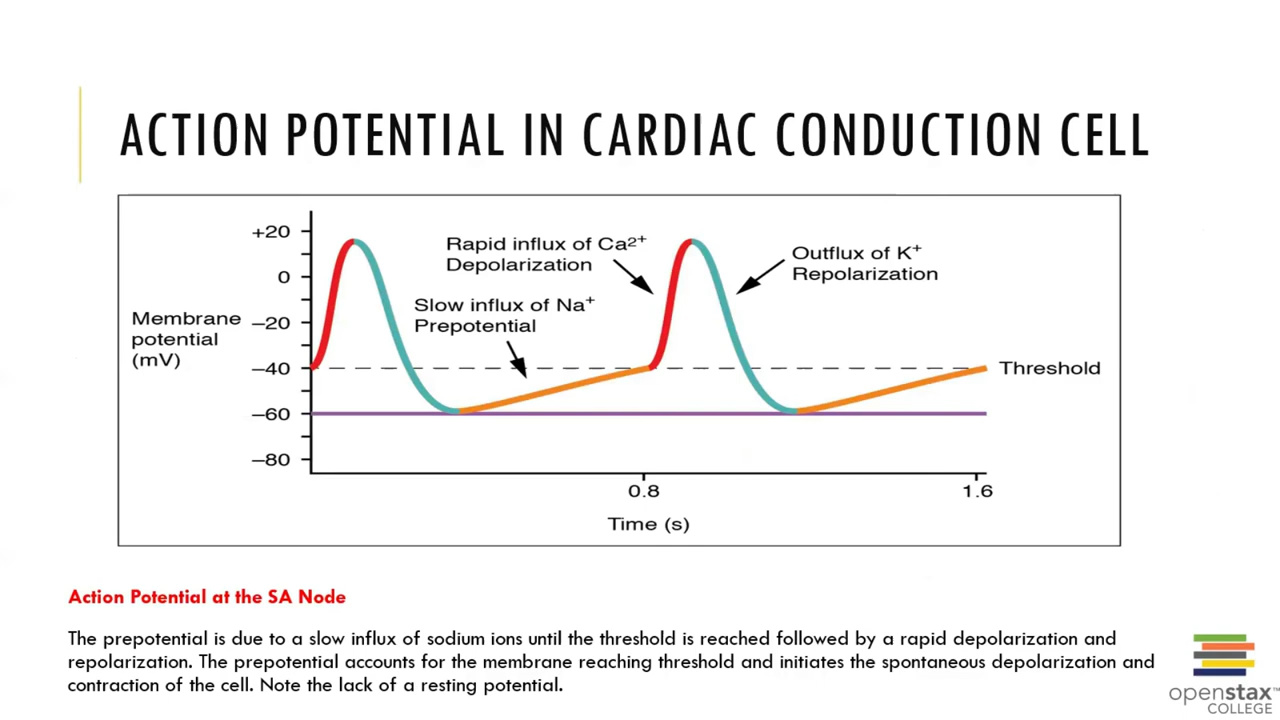 ACTION POTENTIAL IN CARDIAC CONDUCTION CELL
+20
0
–20
–40
–60
–80
Membrane
potential
(mV)
Rapid influx of Ca²⁺
Depolarization
Slow influx of Na⁺
Prepotential
Outflux of K⁺
Repolarization
Threshold
0.8
1.6
Time (s)
Action Potential at the SA Node
The prepotential is due to a slow influx of sodium ions until the threshold is reached followed by a rapid depolarization and
repolarization. The prepotential accounts for the membrane reaching threshold and initiates the spontaneous depolarization and
contraction of the cell. Note the lack of a resting potential.
openstax™
COLLEGE